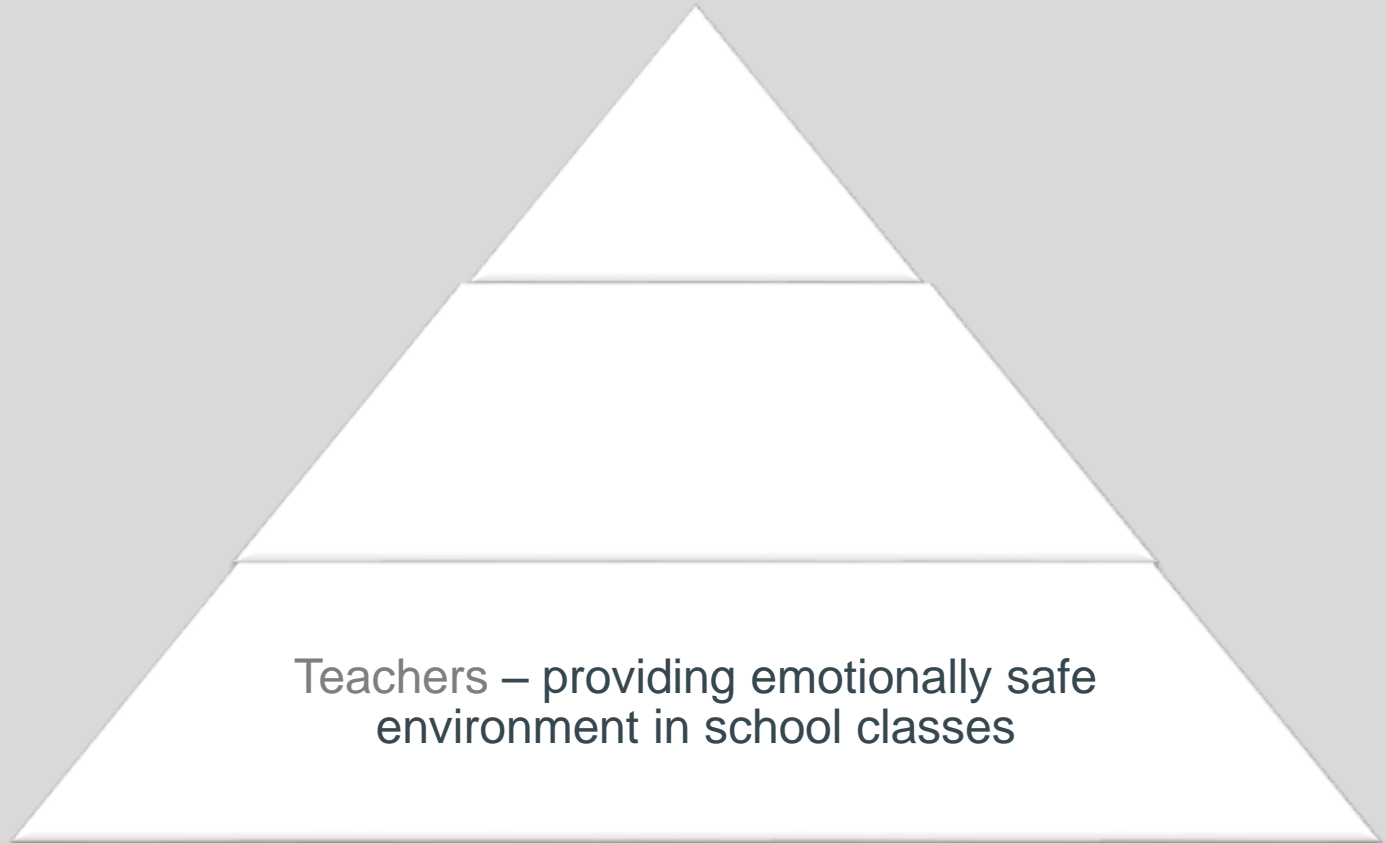 Teachers – providing emotionally safe
environment in school classes